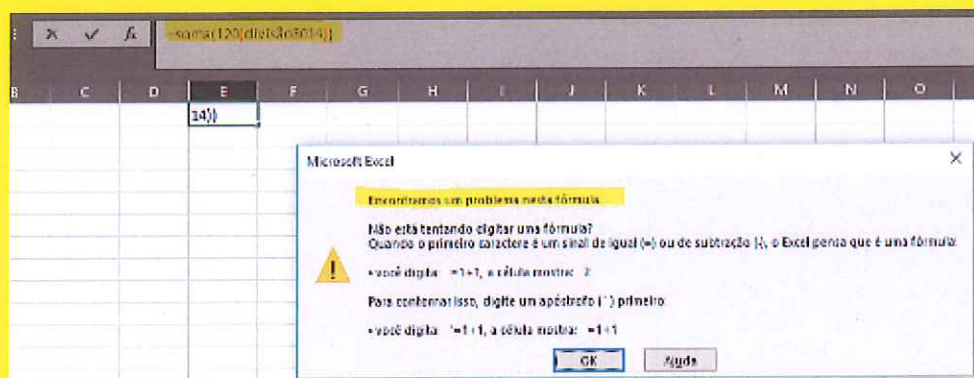 fx =soma(120(divisão3014))
B C D E F G H I J K L M N O
14))
Microsoft Excel
Encontramos um problema nesta fórmula.
Não está tentando digitar uma fórmula?
Quando o primeiro caractere é um sinal de igual (=) ou de subtração (-), o Excel pensa que é uma fórmula:
• você digita: =1+1, a célula mostra: 2
Para contornar isso, digite um apóstrofo ( ' ) primeiro:
• você digita: '=1+1, a célula mostra: =1+1
OK Ajuda